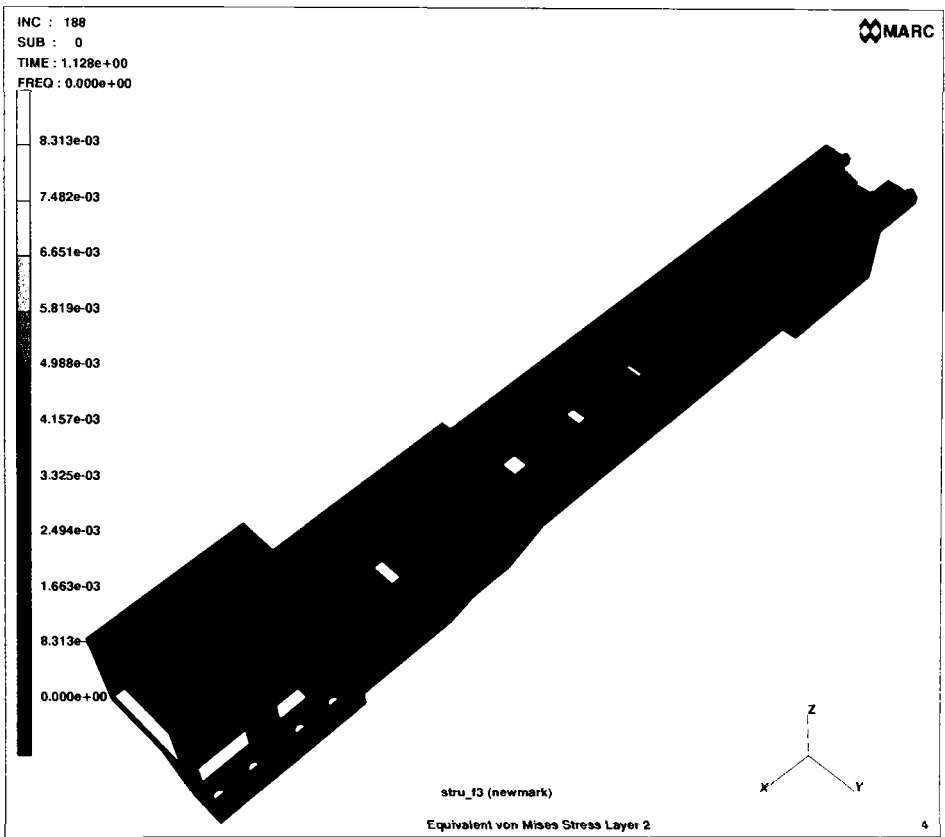 INC : 188
SUB : 0
TIME : 1.128e+00
FREQ : 0.000e+00
MARC
8.313e-03
7.482e-03
6.651e-03
5.819e-03
4.988e-03
4.157e-03
3.325e-03
2.494e-03
1.663e-03
8.313e-
0.000e+00
Z
X
Y
stru_f3 (newmark)
Equivalent von Mises Stress Layer 2
4